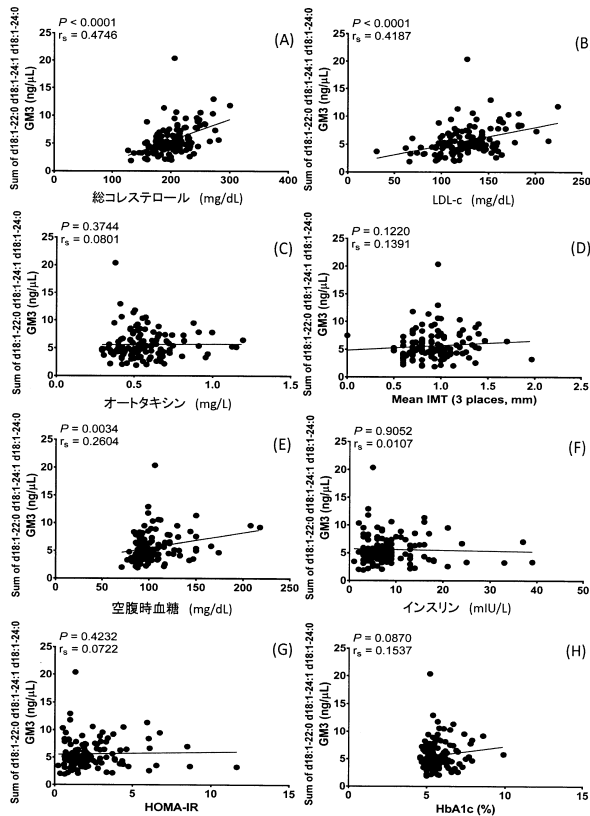 P < 0.0001
rs = 0.4746
(A)
Sum of d18:1-22:0 d18:1-24:1 d18:1-24:0
GM3 (ng/µL)
25
20
15
10
5
0
0 100 200 300 400
総コレステロール (mg/dL)
P < 0.0001
rs = 0.4187
(B)
Sum of d18:1-22:0 d18:1-24:1 d18:1-24:0
GM3 (ng/µL)
25
20
15
10
5
0
0 50 100 150 200 250
LDL-c (mg/dL)
P = 0.3744
rs = 0.0801
(C)
Sum of d18:1-22:0 d18:1-24:1 d18:1-24:0
GM3 (ng/µL)
25
20
15
10
5
0
0.0 0.5 1.0 1.5
オートタキシン (mg/L)
P = 0.1220
rs = 0.1391
(D)
Sum of d18:1-22:0 d18:1-24:1 d18:1-24:0
GM3 (ng/µL)
25
20
15
10
5
0
0.0 0.5 1.0 1.5 2.0 2.5
Mean IMT (3 places, mm)
P = 0.0034
rs = 0.2604
(E)
Sum of d18:1-22:0 d18:1-24:1 d18:1-24:0
GM3 (ng/µL)
25
20
15
10
5
0
0 50 100 150 200 250
空腹時血糖 (mg/dL)
P = 0.9052
rs = 0.0107
(F)
Sum of d18:1-22:0 d18:1-24:1 d18:1-24:0
GM3 (ng/µL)
25
20
15
10
5
0
0 10 20 30 40 50
インスリン (mIU/L)
P = 0.4232
rs = 0.0722
(G)
Sum of d18:1-22:0 d18:1-24:1 d18:1-24:0
GM3 (ng/µL)
25
20
15
10
5
0
0 5 10 15
HOMA-IR
P = 0.0870
rs = 0.1537
(H)
Sum of d18:1-22:0 d18:1-24:1 d18:1-24:0
GM3 (ng/µL)
25
20
15
10
5
0
0 5 10 15
HbA1c (%)